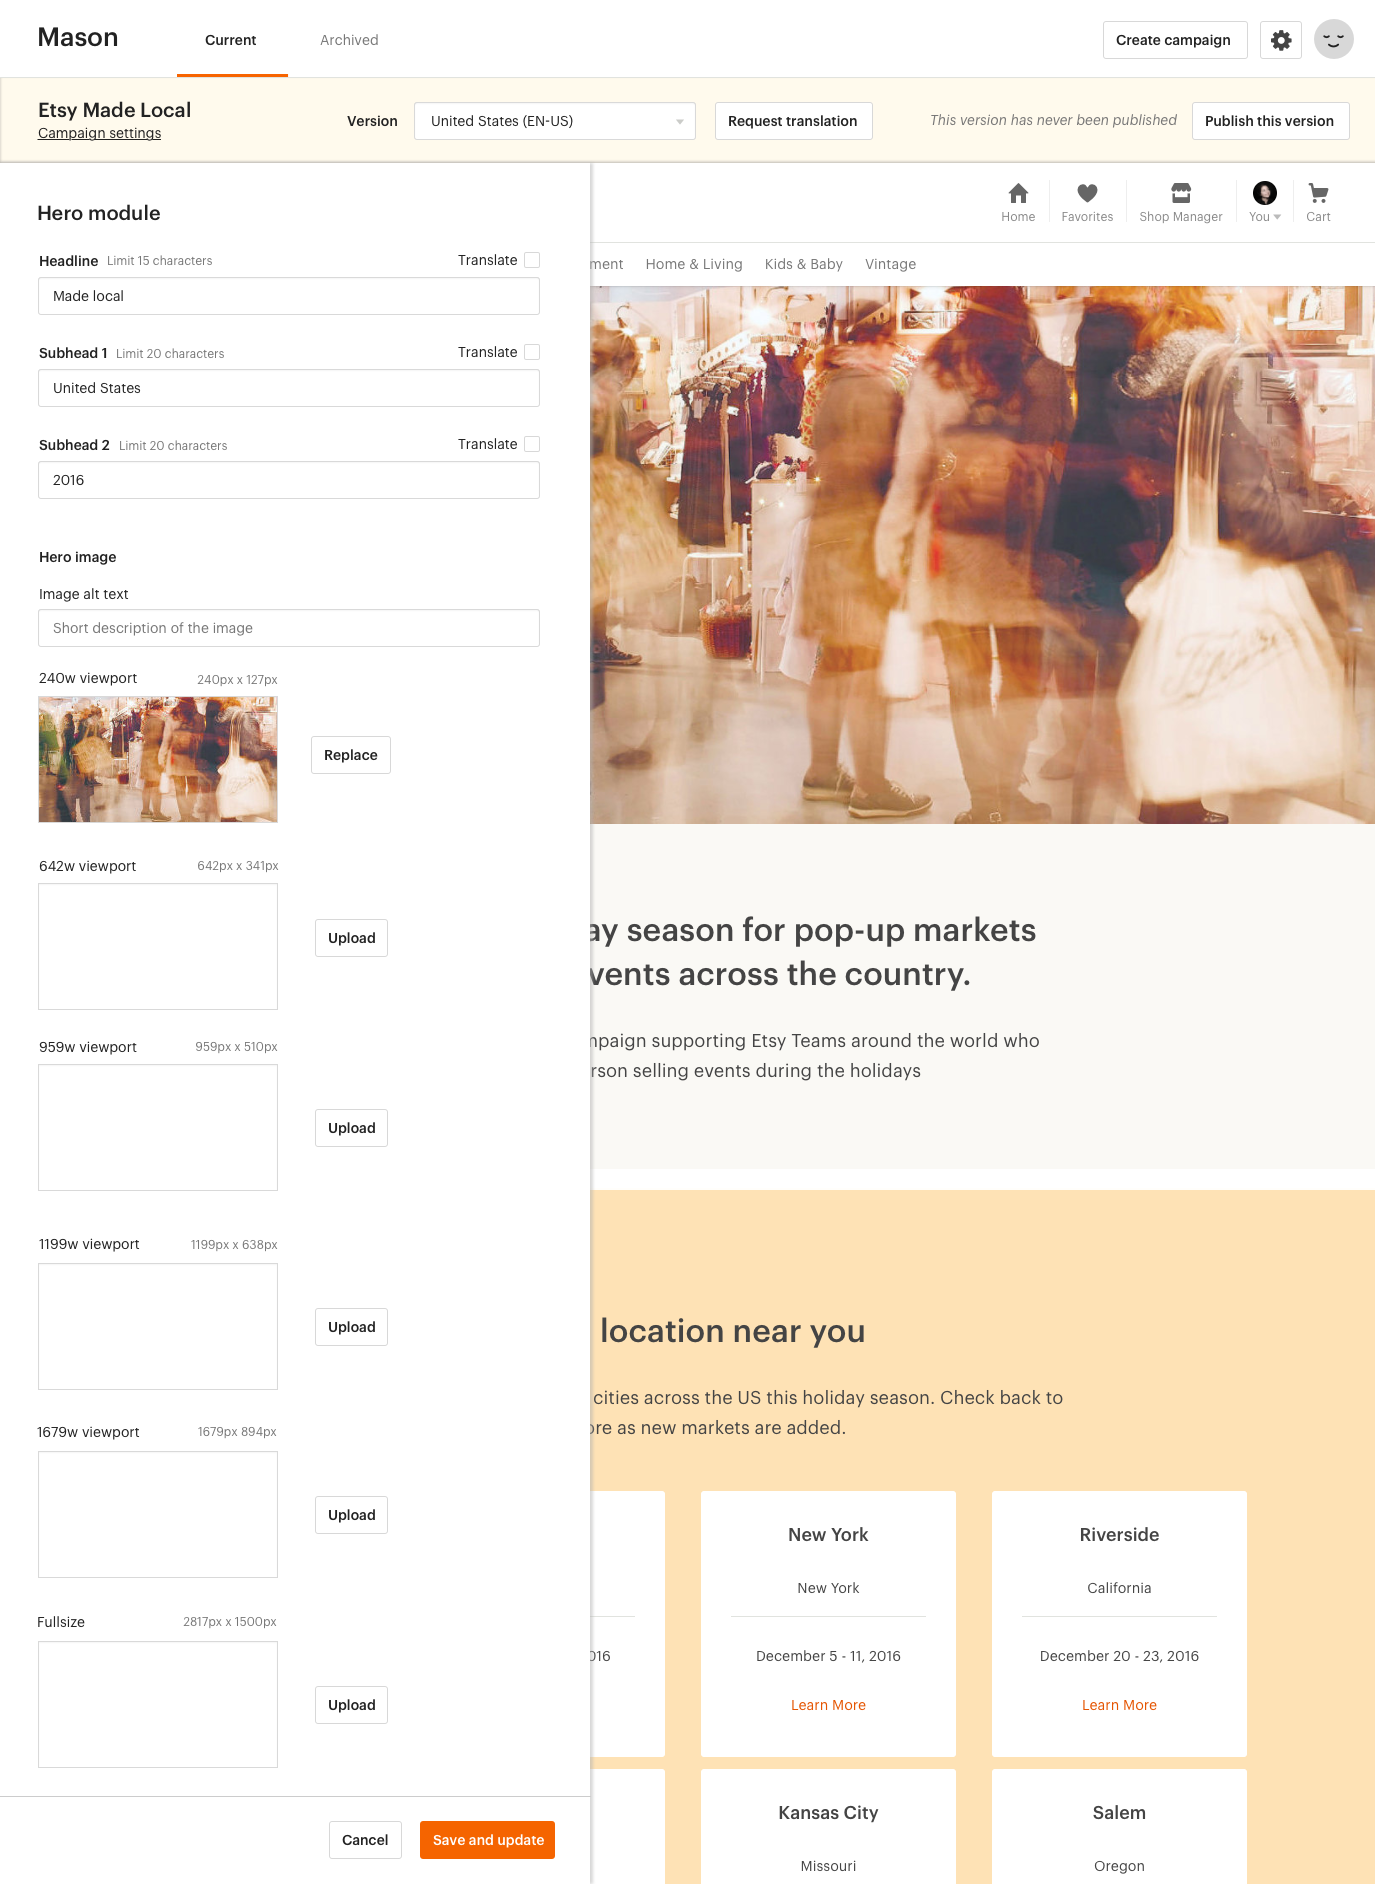 Mason
Current
Archived
Create campaign
Etsy Made Local
Campaign settings
Version
United States (EN-US)
Request translation
This version has never been published
Publish this version
Hero module
Headline Limit 15 characters
Translate
Made local
Subhead 1 Limit 20 characters
Translate
United States
Subhead 2 Limit 20 characters
Translate
2016
Hero image
Image alt text
Short description of the image
240w viewport 240px x 127px
Replace
642w viewport 642px x 341px
Upload
959w viewport 959px x 510px
Upload
1199w viewport 1199px x 638px
Upload
1679w viewport 1679px 894px
Upload
Fullsize 2817px x 1500px
Upload
Cancel
Save and update
Home
Favorites
Shop Manager
You
Cart
ment
Home & Living
Kids & Baby
Vintage
ay season for pop-up markets
vents across the country.
mpaign supporting Etsy Teams around the world who
rson selling events during the holidays
location near you
cities across the US this holiday season. Check back to
ore as new markets are added.
016
New York
New York
December 5 - 11, 2016
Learn More
Riverside
California
December 20 - 23, 2016
Learn More
Kansas City
Missouri
Salem
Oregon